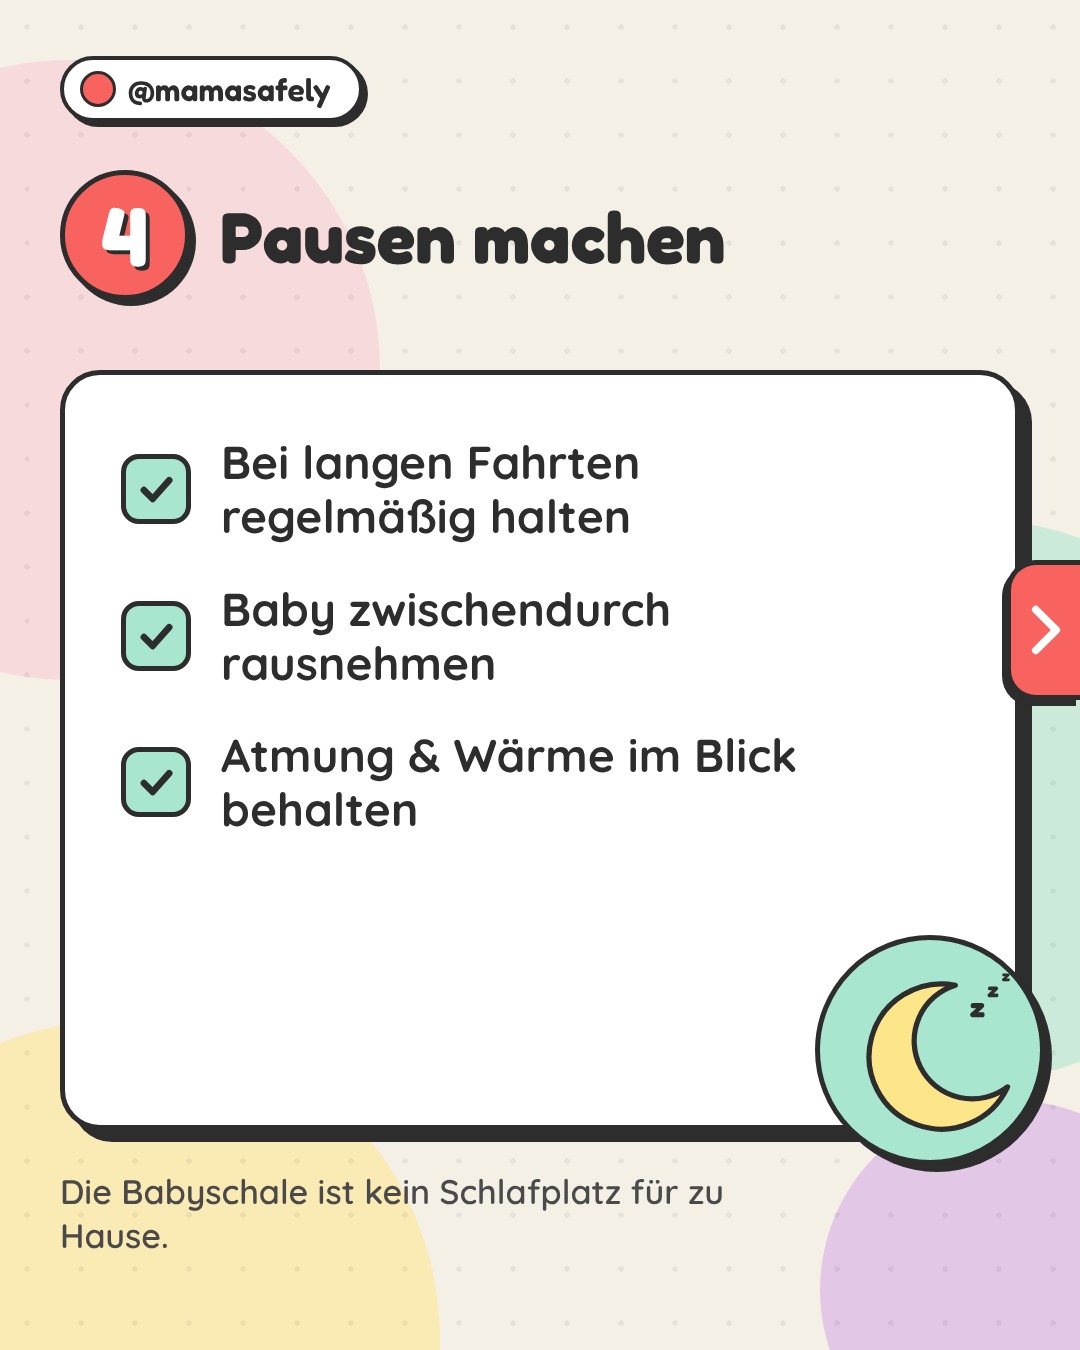 @mamasafely
4 Pausen machen
Bei langen Fahrten
regelmäßig halten
Baby zwischendurch
rausnehmen
Atmung & Wärme im Blick
behalten
z z z
Die Babyschale ist kein Schlafplatz für zu
Hause.